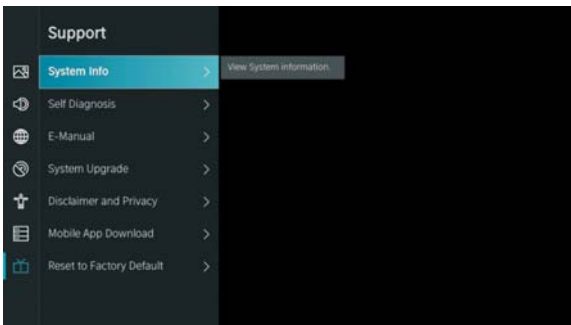 Support
System Info
View System information.
Self Diagnosis
E-Manual
System Upgrade
Disclaimer and Privacy
Mobile App Download
Reset to Factory Default